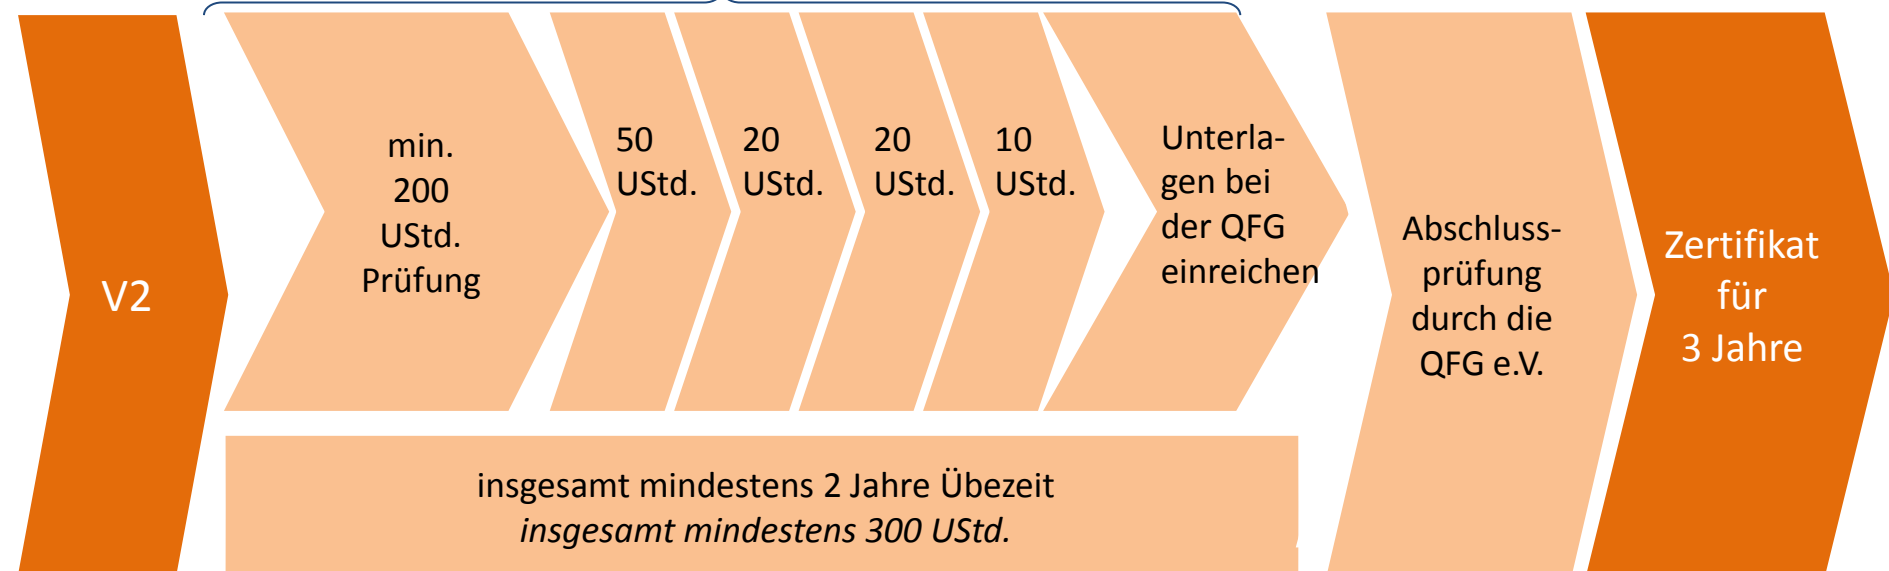 V2
min.
200
UStd.
Prüfung
50
UStd.
20
UStd.
20
UStd.
10
UStd.
Unterla-
gen bei
der QFG
einreichen
Abschluss-
prüfung
durch die
QFG e.V.
Zertifikat
für
3 Jahre
insgesamt mindestens 2 Jahre Übezeit
insgesamt mindestens 300 UStd.